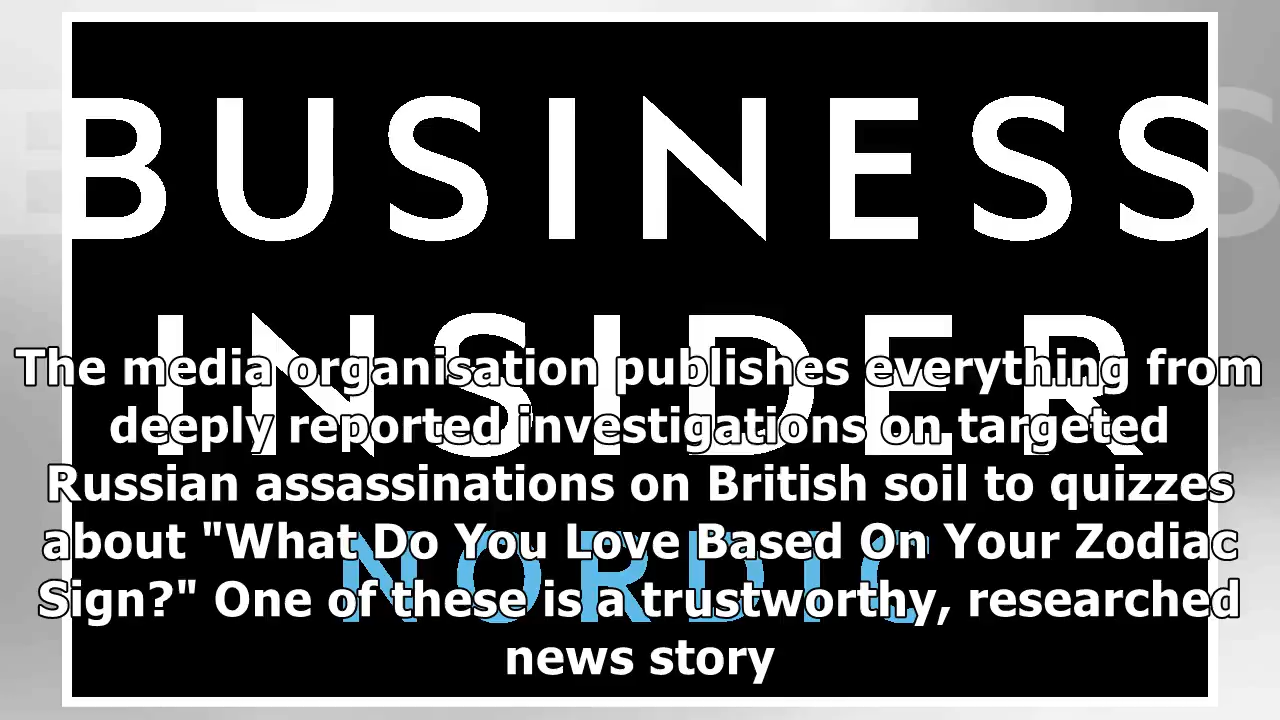 BUSINESS
INSIDER
The media organisation publishes everything from
deeply reported investigations on targeted
Russian assassinations on British soil to quizzes
about "What Do You Love Based On Your Zodiac
NORDIC
Sign?" One of these is a trustworthy, researched
news story